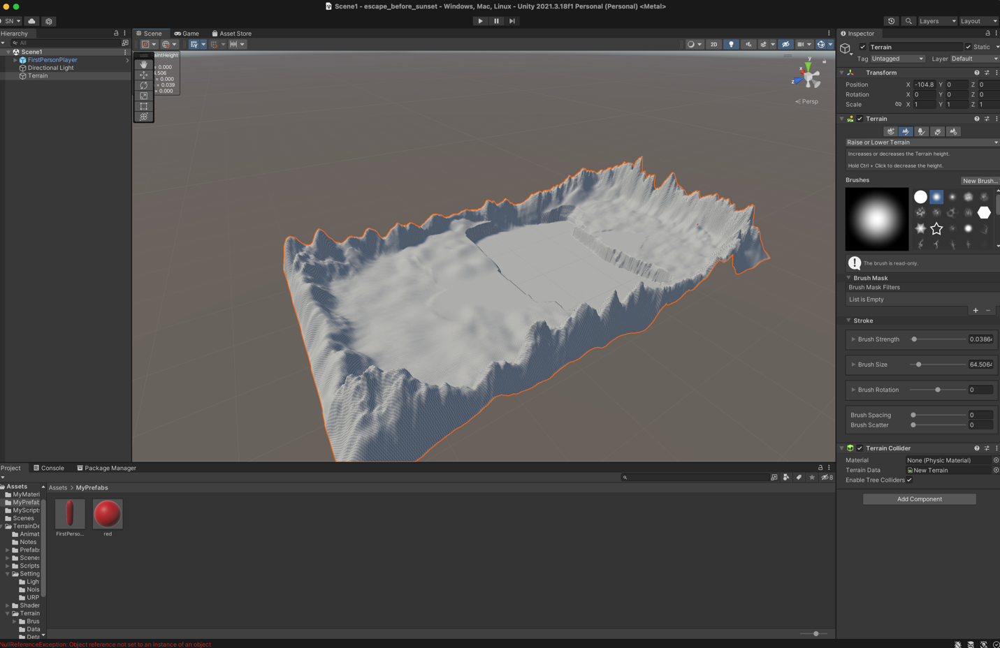 Scene1 - escape_before_sunset - Windows, Mac, Linux - Unity 2021.3.18f1 Personal (Personal) <Metal>
SN
Layers
Layout
Hierarchy
All
Scene1
FirstPersonPlayer
Directional Light
Terrain
Scene
Game
Asset Store
2D
aintHeight
= 0.000
4.506
= 0.000
= 0.039
= 0.000
y
x
z
Persp
Inspector
Terrain
Static
Tag Untagged
Layer Default
Transform
Position X -104.8 Y 0 Z 0
Rotation X 0 Y 0 Z 0
Scale X 1 Y 1 Z 1
Terrain
Raise or Lower Terrain
Increases or decreases the Terrain height.
Hold Ctrl + Click to decrease the height.
Brushes
New Brush...
The brush is read-only.
Brush Mask
Brush Mask Filters
List is Empty
Stroke
Brush Strength 0.0386
Brush Size 64.506
Brush Rotation 0
Brush Spacing 0
Brush Scatter 0
Terrain Collider
Material None (Physic Material)
Terrain Data New Terrain
Enable Tree Colliders
Add Component
Project
Console
Package Manager
8
Assets
MyMateri
MyPrefab
MyScripts
Scenes
TerrainDe
Animat
Notes
Prefabs
Scenes
Scripts
Setting
Ligh
Nois
URP
Shader
Terrain
Brus
Data
Deta
Assets > MyPrefabs
FirstPerso...
red
NullReferenceException: Object reference not set to an instance of an object